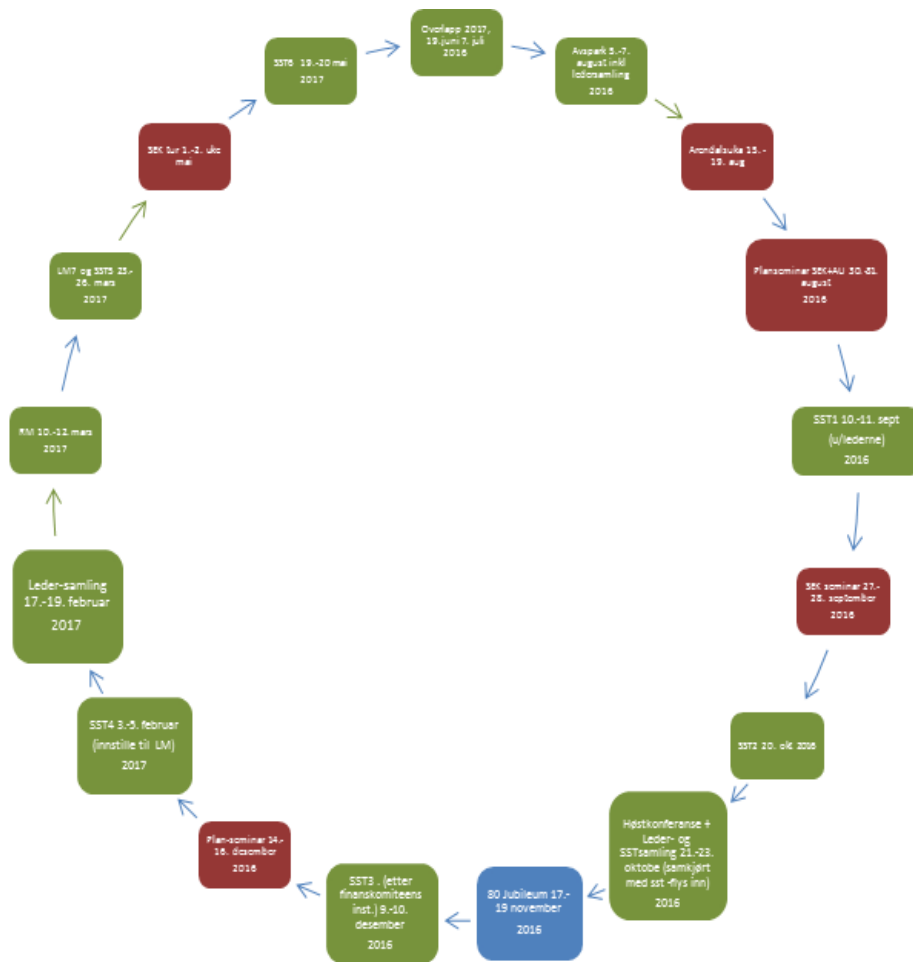 Overlapp 2017,
19.juni 7. juli
2016
Avspark 5.-7.
august inkl
ledersamling
2016
Arendalsuka 15.-
19. aug
Planseminar SEK+AU 30.-31.
august
2016
SST1 10.-11. sept
(u/lederne)
2016
SEK seminar 27.-
28. september
2016
SST2 20. okt 2016
Høstkonferanse +
Leder- og
SSTsamling 21.-23.
oktobe (samkjørt
med sst -flys inn)
2016
80 Jubileum 17.-
19 november
2016
SST3 . (etter
finanskomiteens
inst.) 9.-10.
desember
2016
Plan-seminar 14.-
16. desember
2016
SST4 3.-5. februar
(innstille til LM)
2017
Leder-samling
17.-19. februar
2017
RM 10.-12. mars
2017
LM7 og SST5 23.-
26. mars
2017
SEK tur 1.-2. uke
mai
SST6 19.-20 mai
2017